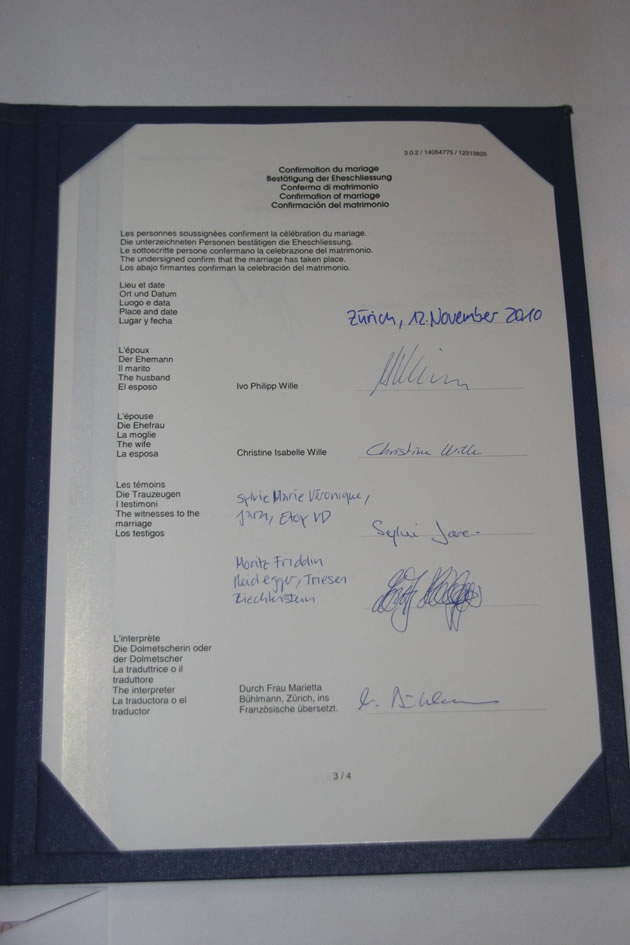 3.0.2 / 14054775 / 12313825
Confirmation du mariage
Bestätigung der Eheschliessung
Conferma di matrimonio
Confirmation of marriage
Confirmación del matrimonio
Les personnes soussignées confirment la célébration du mariage.
Die unterzeichneten Personen bestätigen die Eheschliessung.
Le sottoscritte persone confermano la celebrazione del matrimonio.
The undersigned confirm that the marriage has taken place.
Los abajo firmantes confirman la celebración del matrimonio.
Lieu et date
Ort und Datum
Luogo e data
Place and date
Lugar y fecha
Zürich, 12. November 2010
L'époux
Der Ehemann
Il marito
The husband
El esposo
Ivo Philipp Wille
L'épouse
Die Ehefrau
La moglie
The wife
La esposa
Christine Isabelle Wille
Christine Wille
Les témoins
Die Trauzeugen
I testimoni
The witnesses to the
marriage
Los testigos
Sylvie Marie Véronique,
Etoy VD
Moritz Friddin
Heidegger, Triesen
Liechtenstein
L'interprète
Die Dolmetscherin oder
der Dolmetscher
La traduttrice o il
traduttore
The interpreter
La traductora o el
traductor
Durch Frau Marietta
Bühlmann, Zürich, ins
Französische übersetzt.
3 / 4